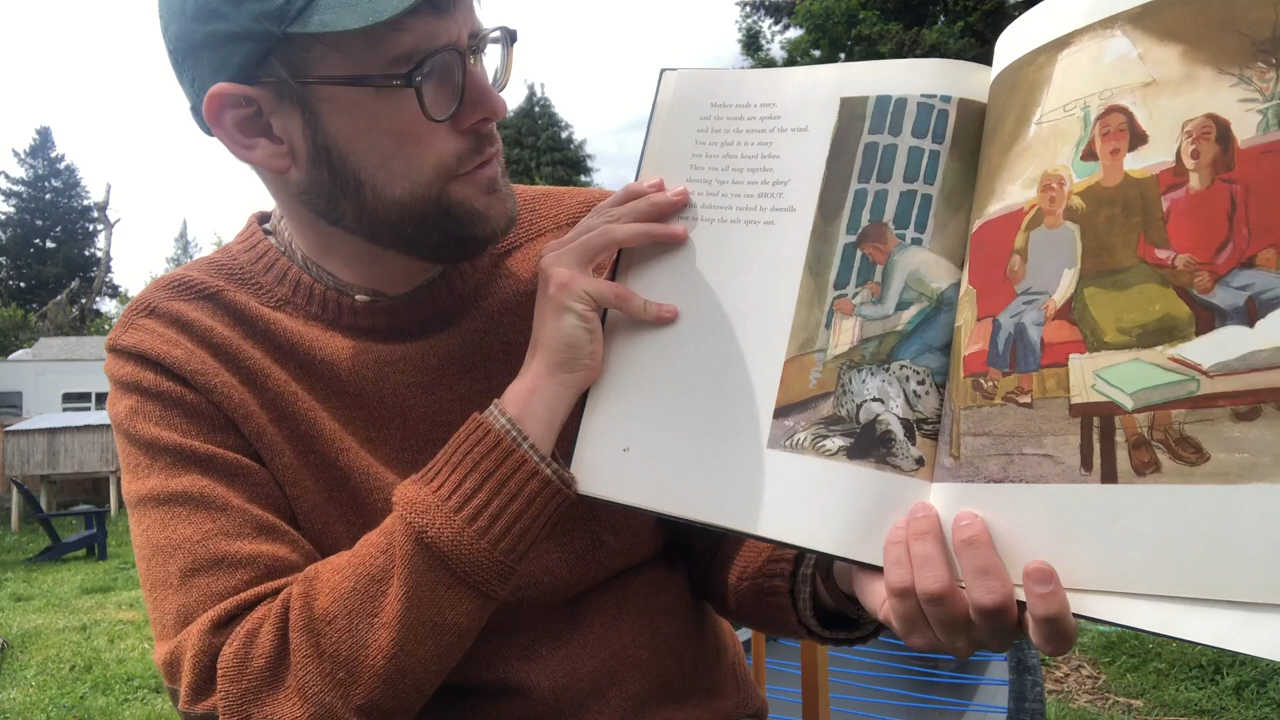 Mother reads a story,
and the words are spoken
and lost in the scream of the wind.
You are glad it is a story
you have often heard before.
Then you all sing together,
shouting "eyes have seen the glory"
as loud as you can SHOUT.
With dishtowels tucked by doorsills
just to keep the salt spray out.